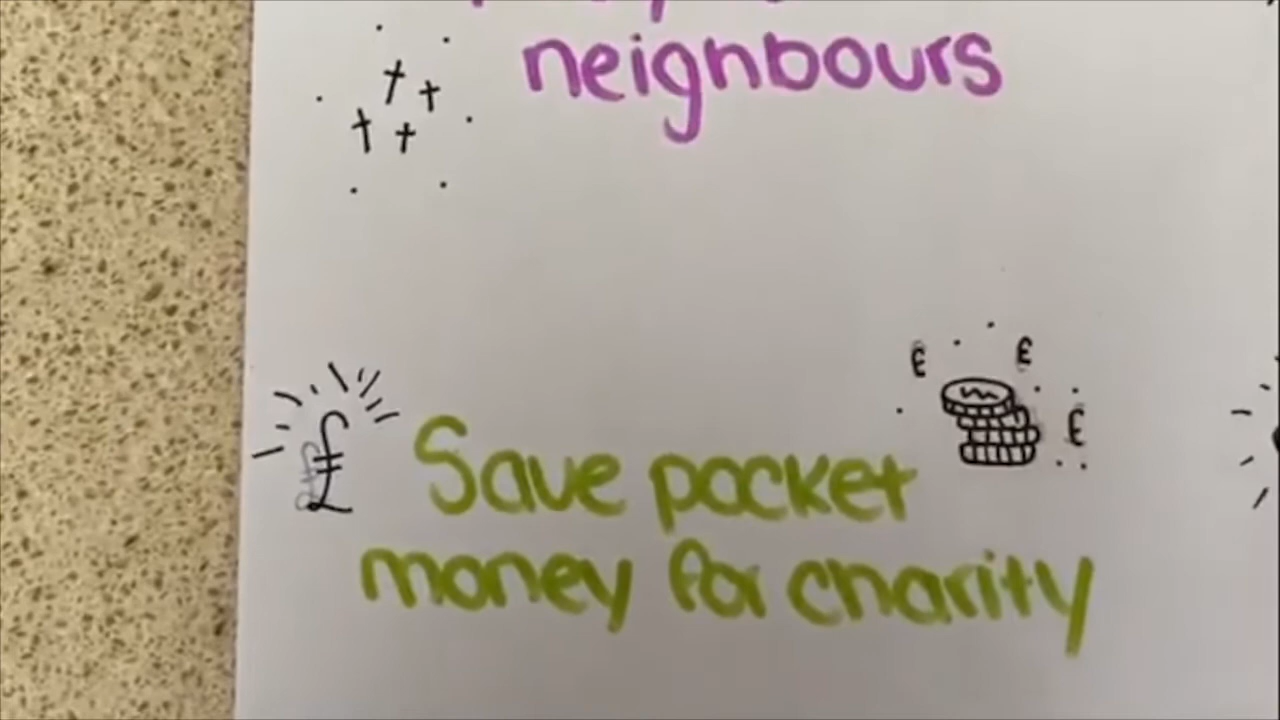 neighbours
£ £
£
£
Save pocket
money for charity